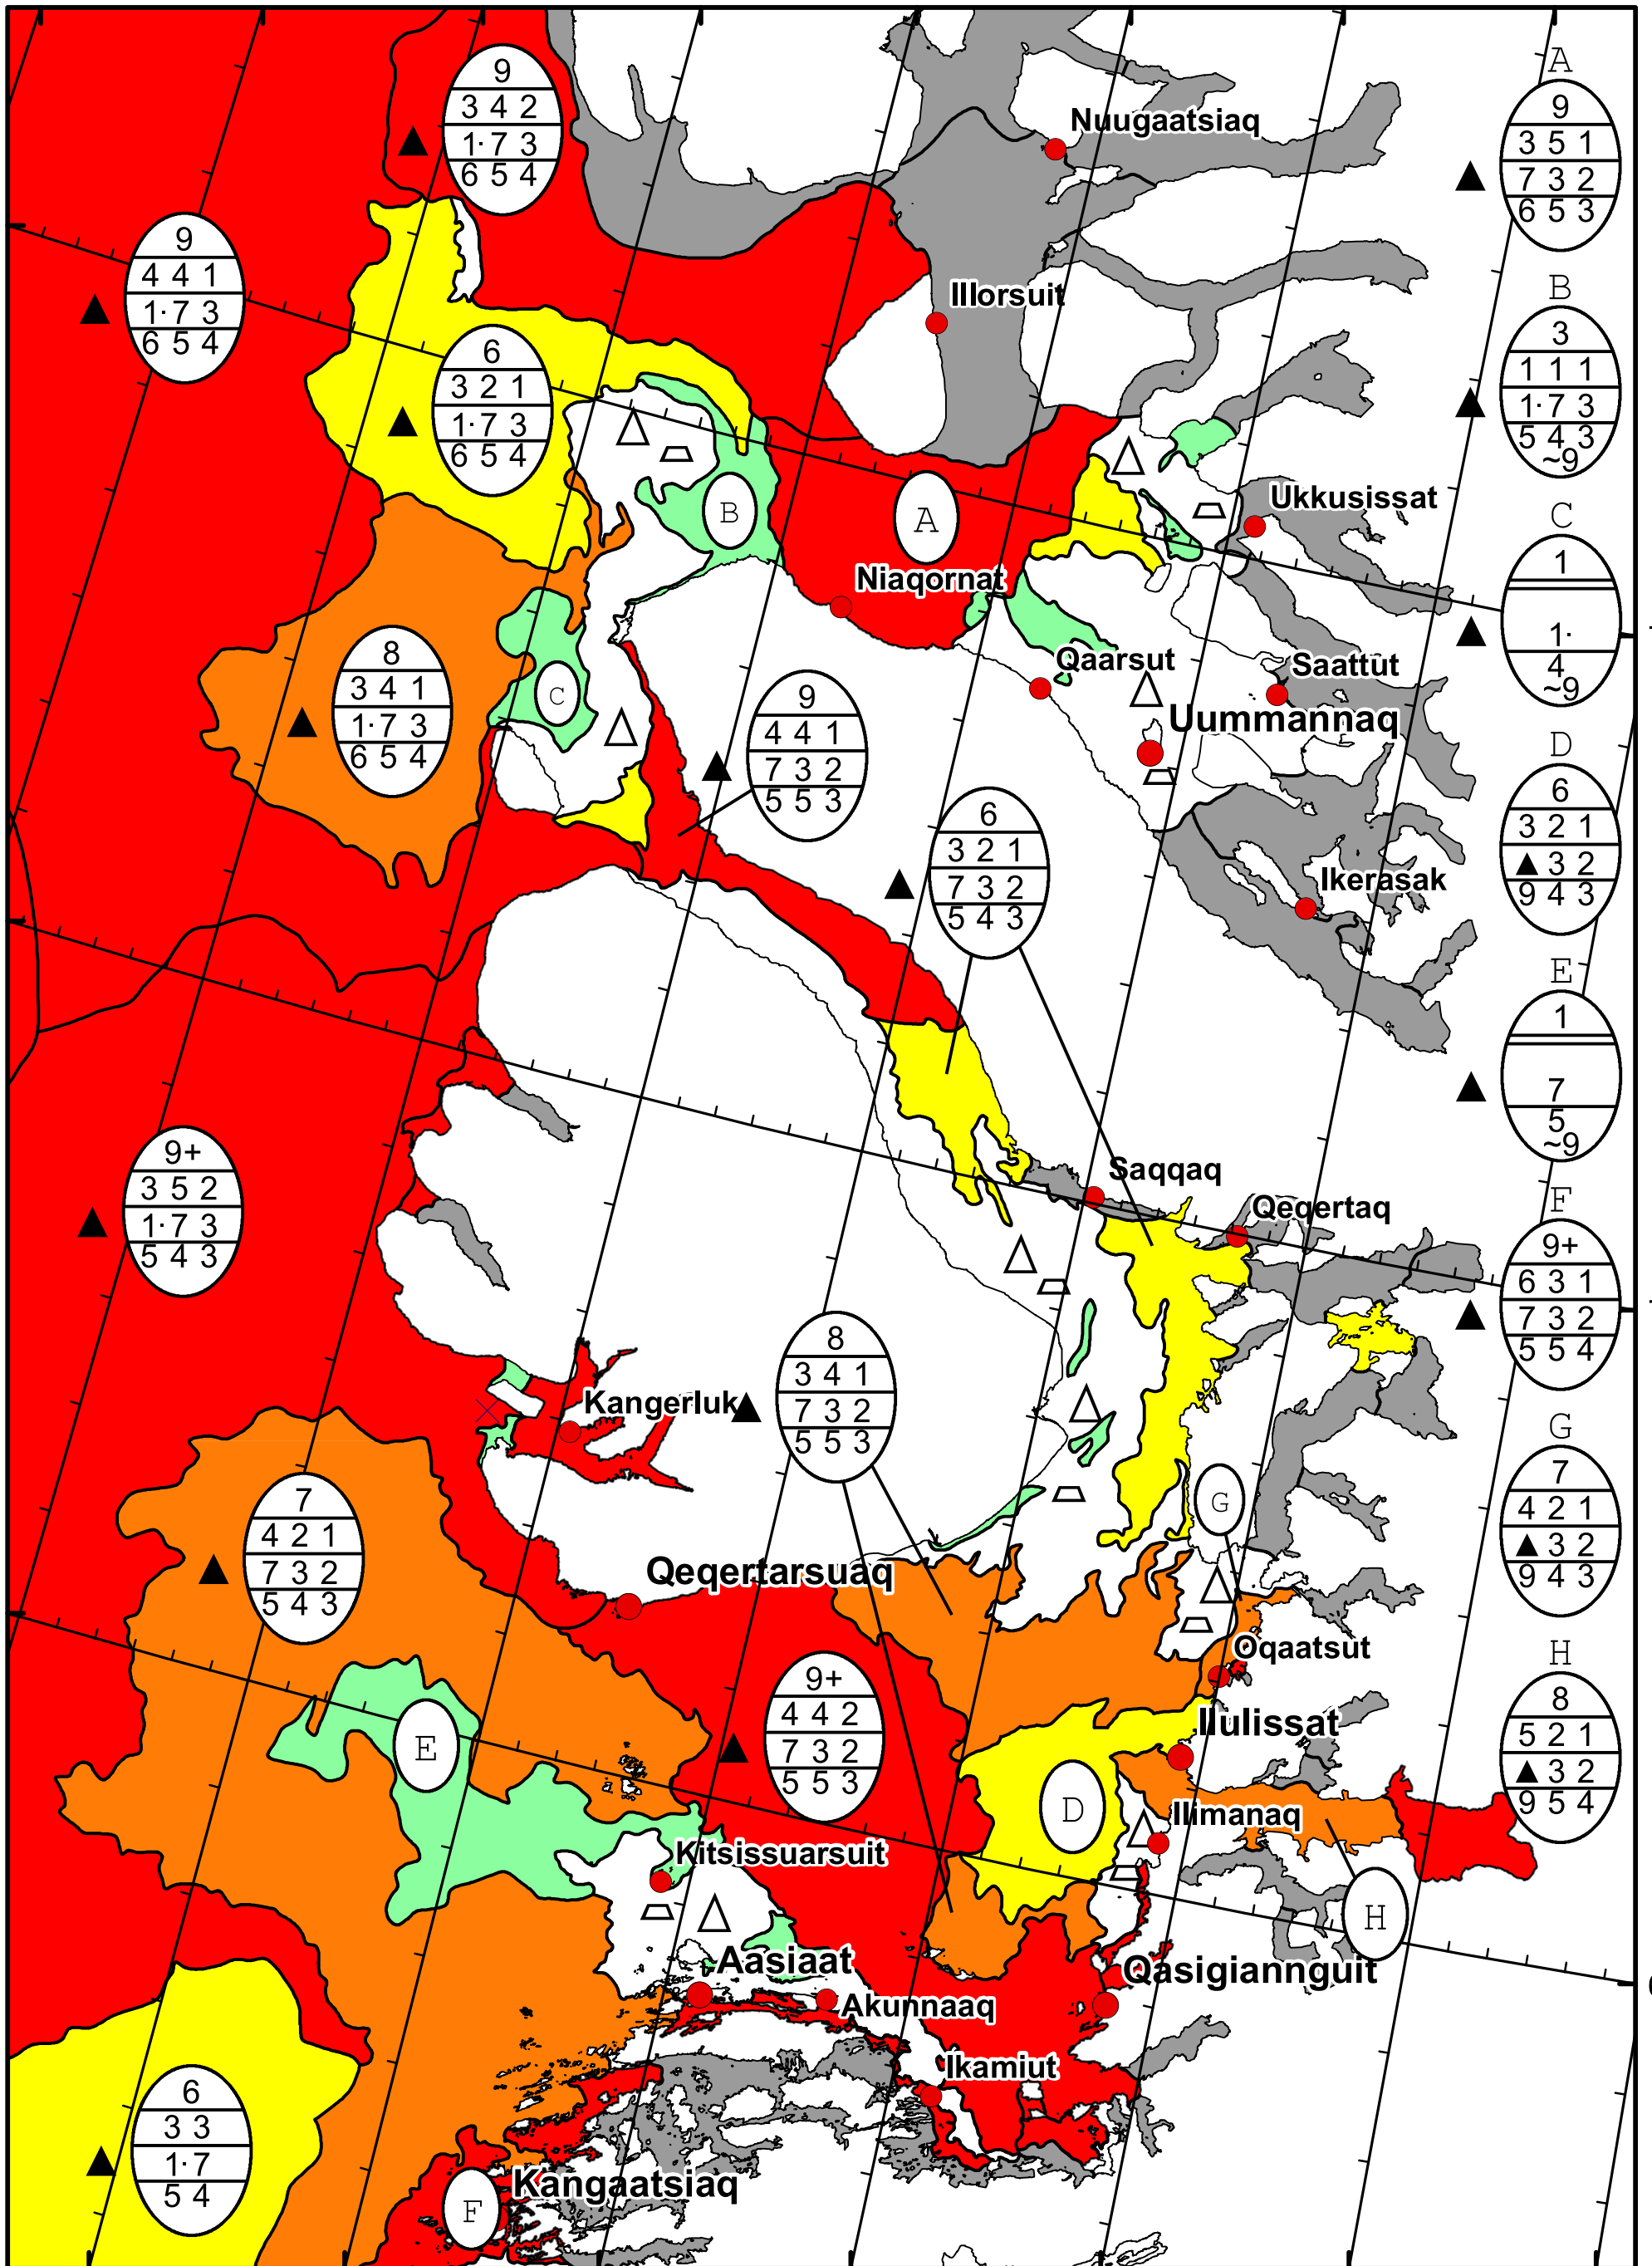 A
9
3 5 1
7 3 2
6 5 3
9
3 4 2
1· 7 3
6 5 4
Nuugaatsiaq
9
4 4 1
1· 7 3
6 5 4
Illorsuit
B
3
1 1 1
1· 7 3
5 4 3
~9
6
3 2 1
1· 7 3
6 5 4
B
A
Ukkusissat
C
1
1·
4
~9
Niaqornat
8
3 4 1
1· 7 3
6 5 4
C
Qaarsut
Saattut
Uummannaq
9
4 4 1
7 3 2
5 5 3
D
6
3 2 1
▲ 3 2
9 4 3
6
3 2 1
7 3 2
5 4 3
Ikerasak
E
1
7
5
~9
9+
3 5 2
1· 7 3
5 4 3
Saqqaq
Qeqertaq
F
9+
6 3 1
7 3 2
5 5 4
8
3 4 1
7 3 2
5 5 3
Kangerluk
G
7
4 2 1
▲ 3 2
9 4 3
7
4 2 1
7 3 2
5 4 3
G
Qeqertarsuaq
Oqaatsut
H
8
5 2 1
▲ 3 2
9 5 4
9+
4 4 2
7 3 2
5 5 3
Ilulissat
E
D
Ilimanaq
Kitsissuarsuit
H
Aasiaat
Qasigiannguit
Akunnaaq
Ikamiut
6
3 3
1· 7
5 4
Kangaatsiaq
F